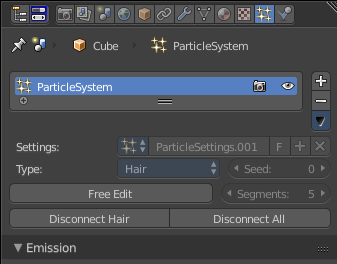 Cube ParticleSystem
ParticleSystem
Settings: ParticleSettings.001 F
Type: Hair Seed: 0
Free Edit Segments: 5
Disconnect Hair Disconnect All
Emission